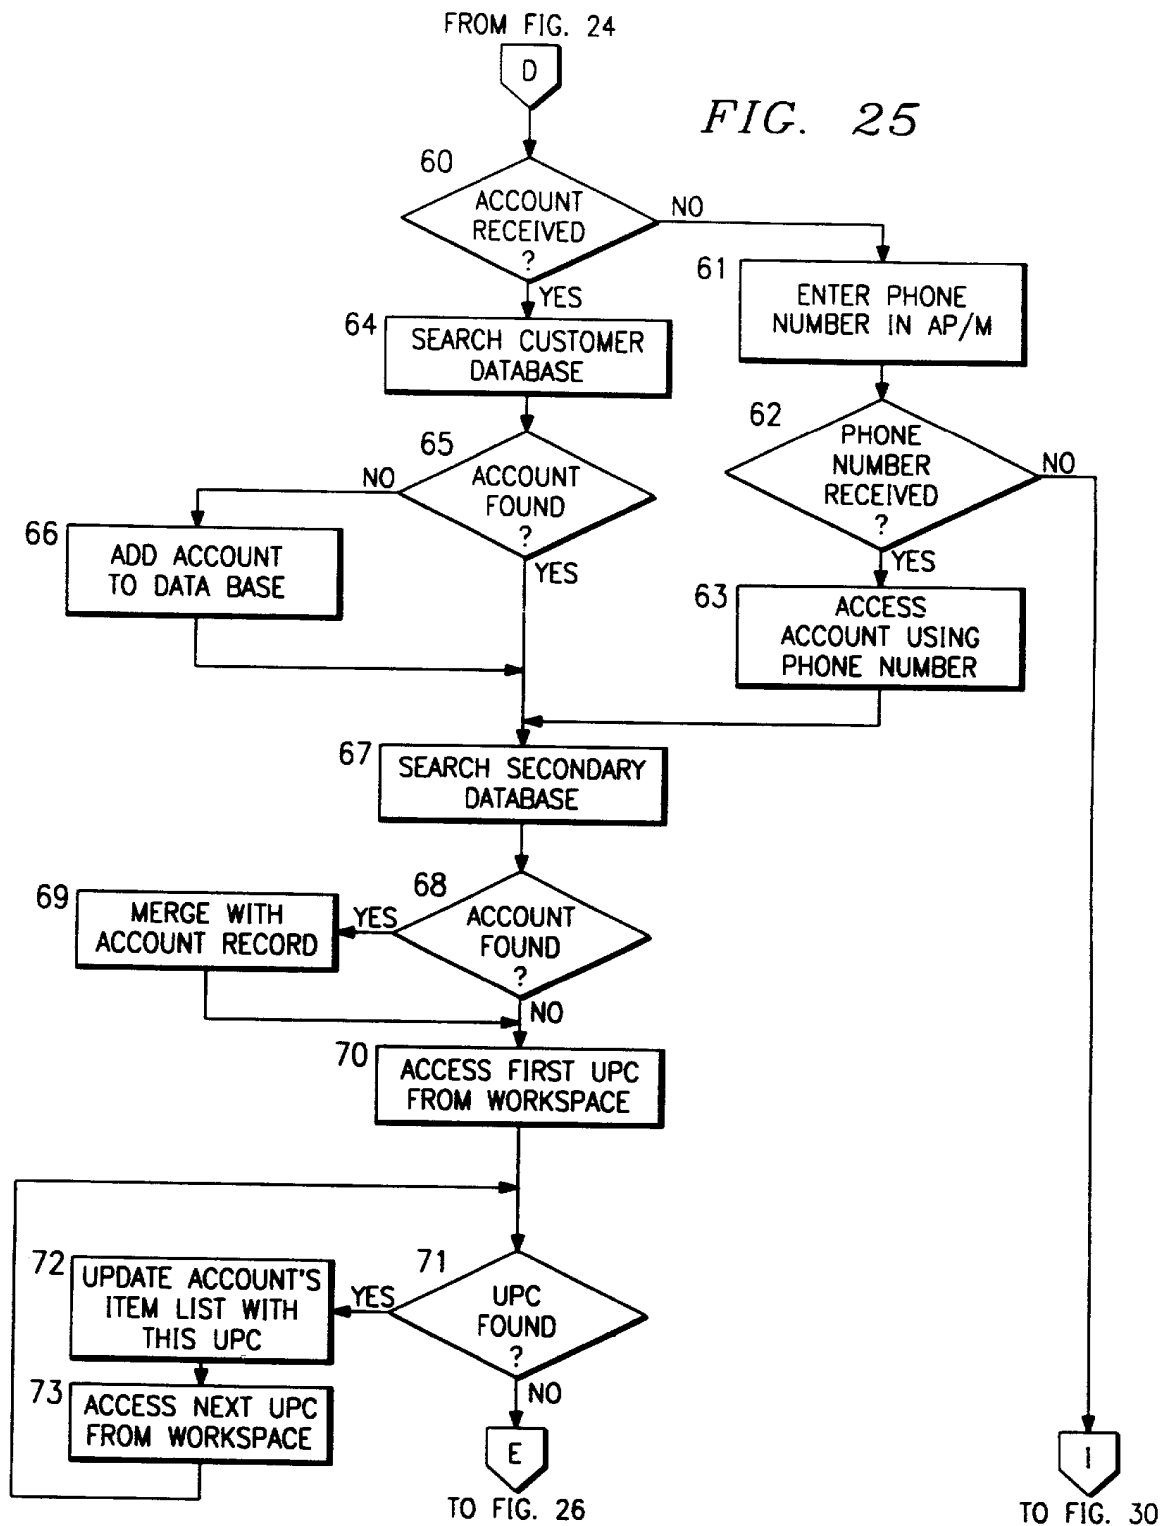 FROM FIG. 24
D
FIG. 25
60
ACCOUNT
RECEIVED
?
NO
YES
61
ENTER PHONE
NUMBER IN AP/M
64
SEARCH CUSTOMER
DATABASE
62
PHONE
NUMBER
RECEIVED
?
NO
YES
65
ACCOUNT
FOUND
?
NO
YES
66
ADD ACCOUNT
TO DATA BASE
63
ACCESS
ACCOUNT USING
PHONE NUMBER
67
SEARCH SECONDARY
DATABASE
68
ACCOUNT
FOUND
?
YES
NO
69
MERGE WITH
ACCOUNT RECORD
70
ACCESS FIRST UPC
FROM WORKSPACE
71
UPC
FOUND
?
YES
NO
72
UPDATE ACCOUNT'S
ITEM LIST WITH
THIS UPC
73
ACCESS NEXT UPC
FROM WORKSPACE
E
TO FIG. 26
I
TO FIG. 30